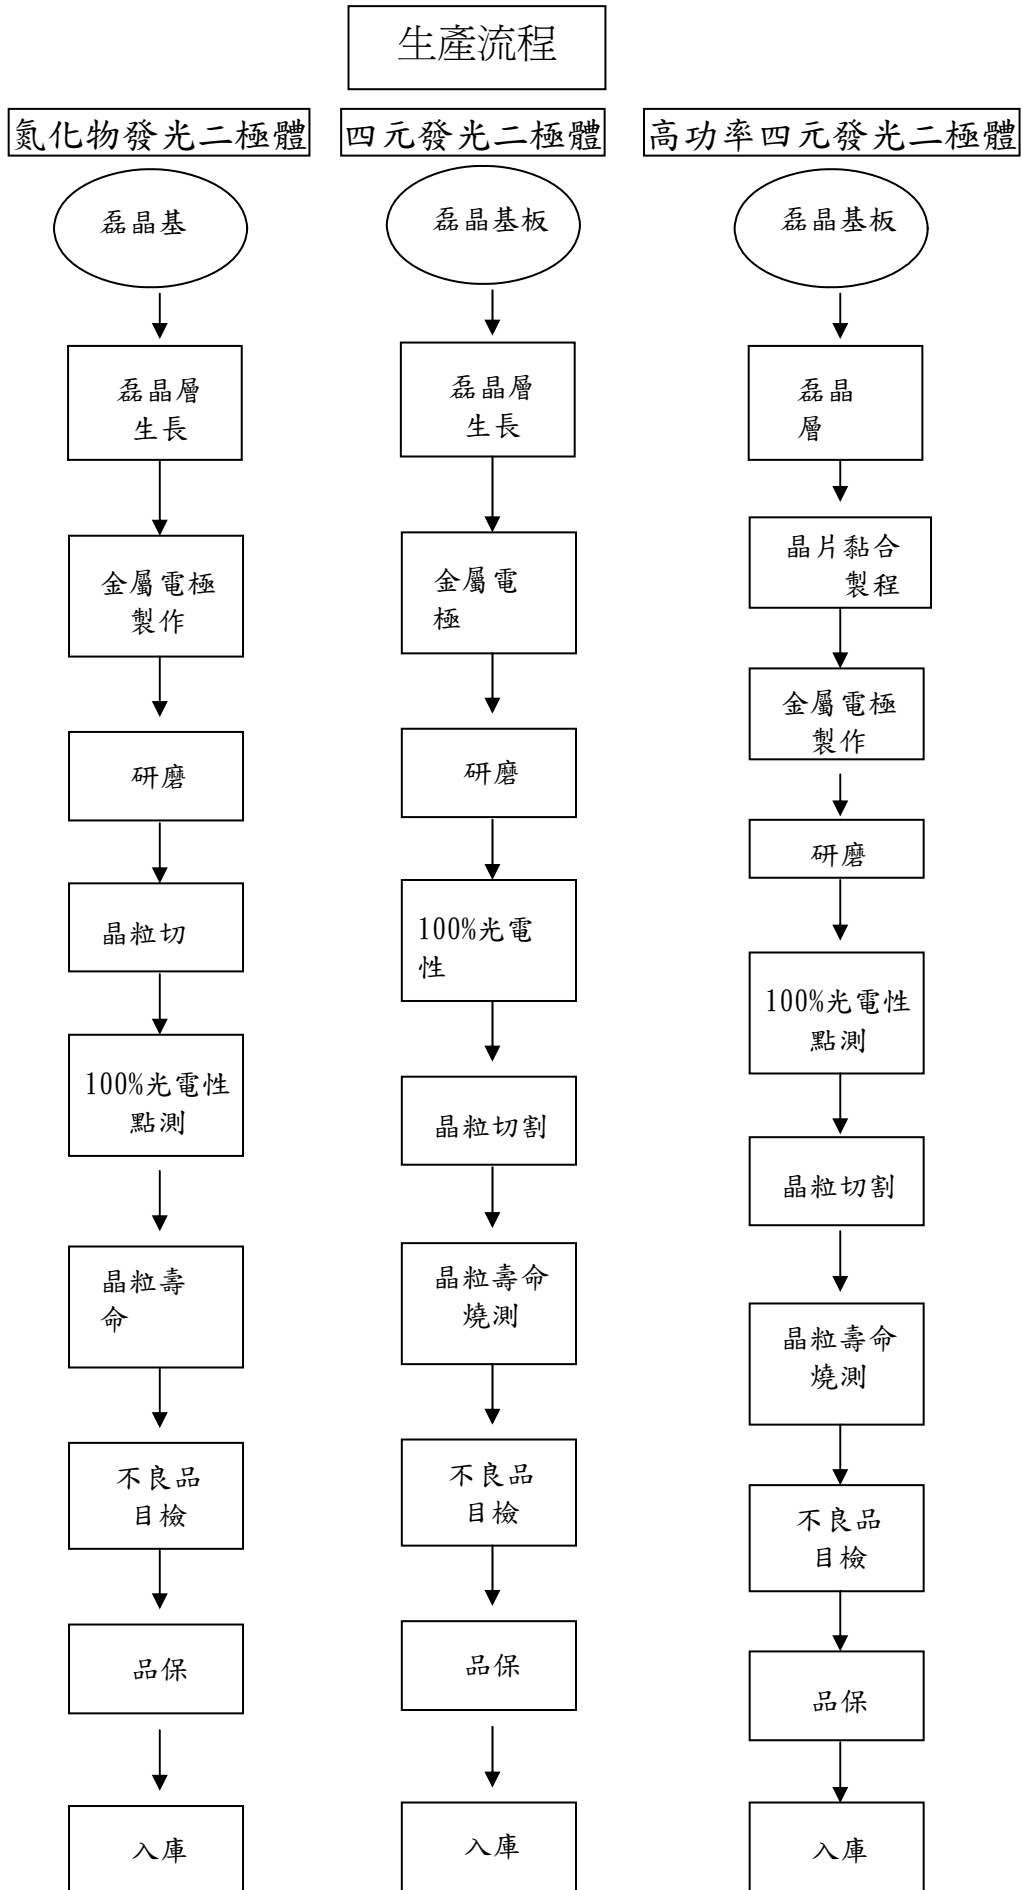 生產流程
氮化物發光二極體
磊晶基
磊晶層
生長
金屬電極
製作
研磨
晶粒切
100%光電性
點測
晶粒壽
命
不良品
目檢
品保
入庫
四元發光二極體
磊晶基板
磊晶層
生長
金屬電
極
研磨
100%光電
性
晶粒切割
晶粒壽命
燒測
不良品
目檢
品保
入庫
高功率四元發光二極體
磊晶基板
磊晶
層
晶片黏合
製程
金屬電極
製作
研磨
100%光電性
點測
晶粒切割
晶粒壽命
燒測
不良品
目檢
品保
入庫